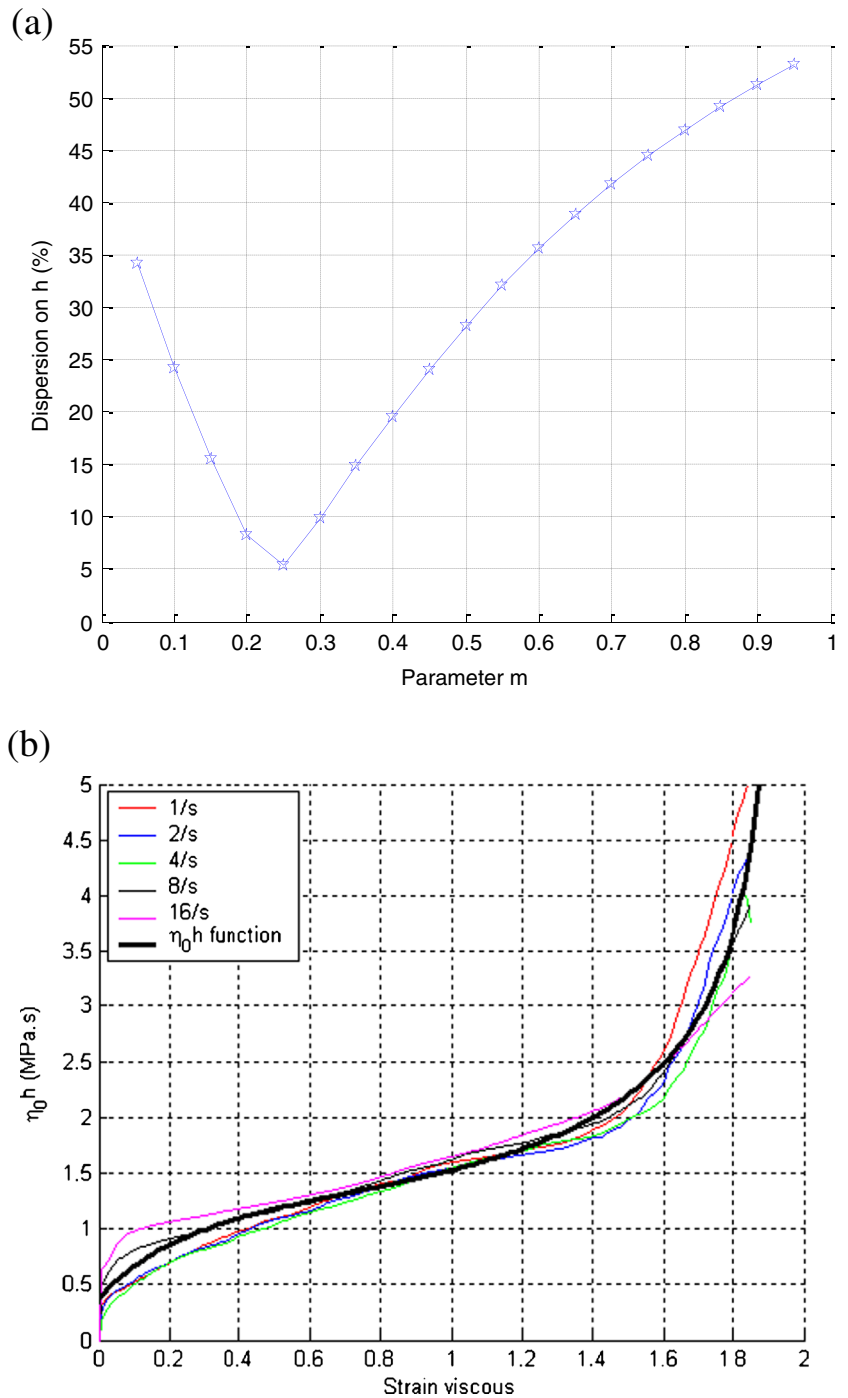 (a)
55
50
45
40
35
30
25
20
15
10
5
0
Dispersion on h (%)
0 0.1 0.2 0.3 0.4 0.5 0.6 0.7 0.8 0.9 1
Parameter m
(b)
5
4.5
4
3.5
3
2.5
2
1.5
1
0.5
0
η₀h (MPa.s)
1/s
2/s
4/s
8/s
16/s
η₀h function
0 0.2 0.4 0.6 0.8 1 1.2 1.4 1.6 1 8 2
Strain viscous